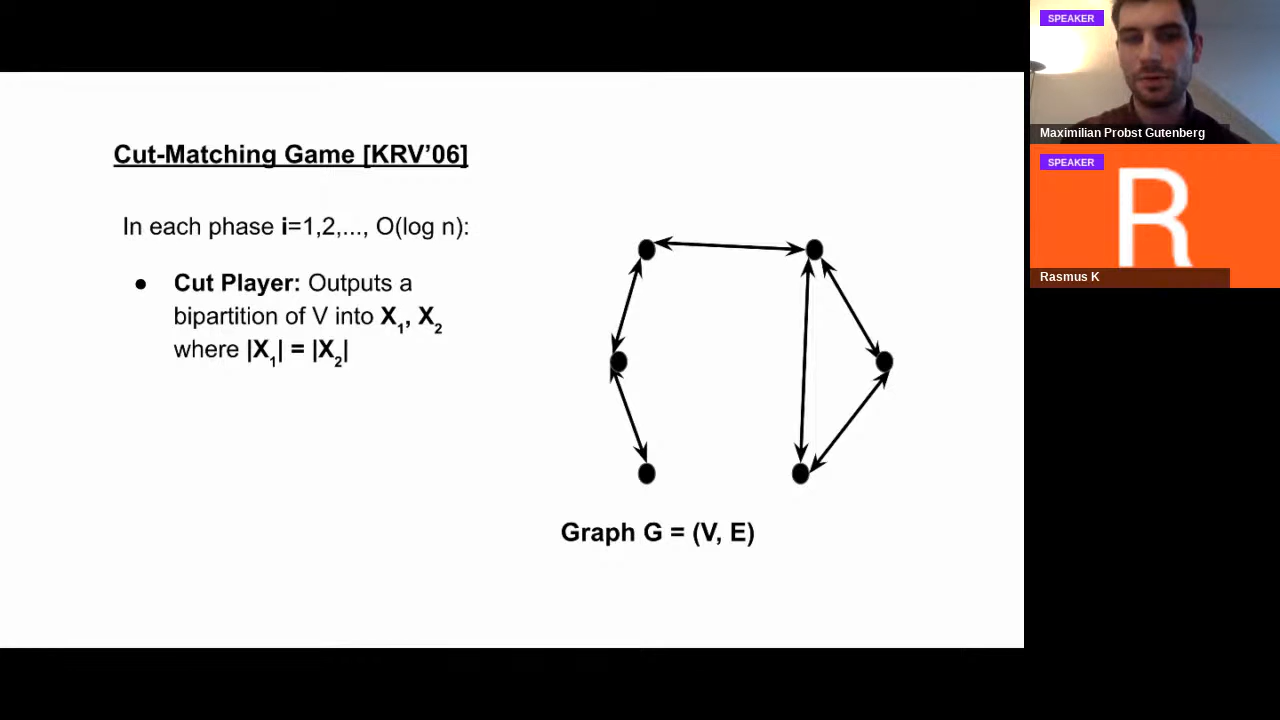 Cut-Matching Game [KRV’06]
In each phase i=1,2,..., O(log n):
● Cut Player: Outputs a
bipartition of V into X₁, X₂
where |X₁| = |X₂|
Graph G = (V, E)
SPEAKER
Maximilian Probst Gutenberg
SPEAKER
R
Rasmus K